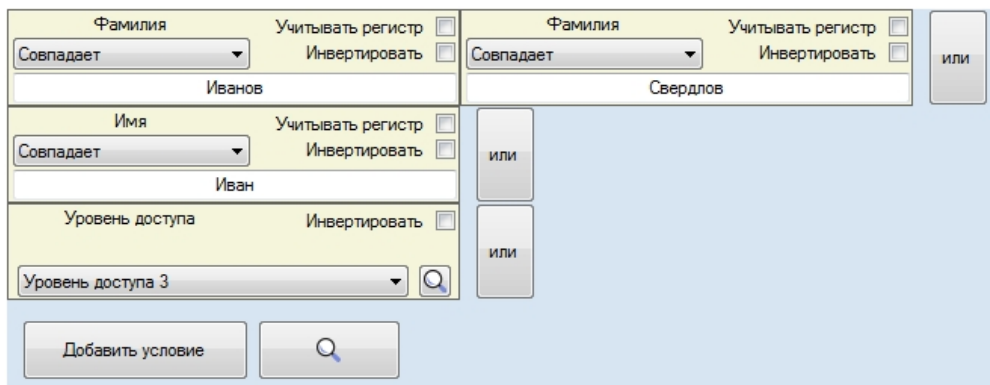 Фамилия Учитывать регистр
Совпадает Инвертировать
Иванов
Фамилия Учитывать регистр
Совпадает Инвертировать
Свердлов
или
Имя Учитывать регистр
Совпадает Инвертировать
Иван
или
Уровень доступа Инвертировать
Уровень доступа 3
или
Добавить условие